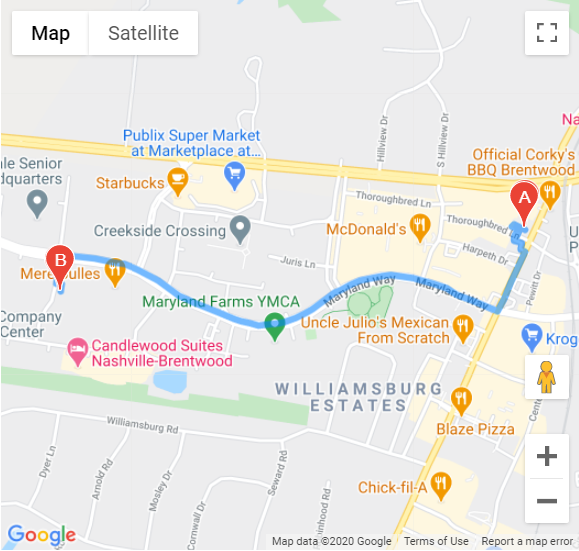 Map
Satellite
Na
Hillview Dr
S Hillview Dr
Publix Super Market
at Marketplace at...
Official Corky's
BBQ Brentwood
le Senior
dquarters
Starbucks
Thoroughbred Ln
A
Creekside Crossing
McDonald's
Thoroughbred
U
P
Harpeth Dr
B
Juris Ln
Mere Bulles
Pewitt Dr
Maryland Way
Maryland Way
Maryland Farms YMCA
Company
Center
Uncle Julio's Mexican
From Scratch
Krog
Candlewood Suites
Nashville-Brentwood
WILLIAMSBURG
ESTATES
Cent
Blaze Pizza
Williamsburg Rd
Dyer Ln
Arnold Rd
Mosley Dr
Cornwall Dr
Seward Rd
inhood Rd
Chick-fil-A
Google
Map data ©2020 Google
Terms of Use
Report a map error